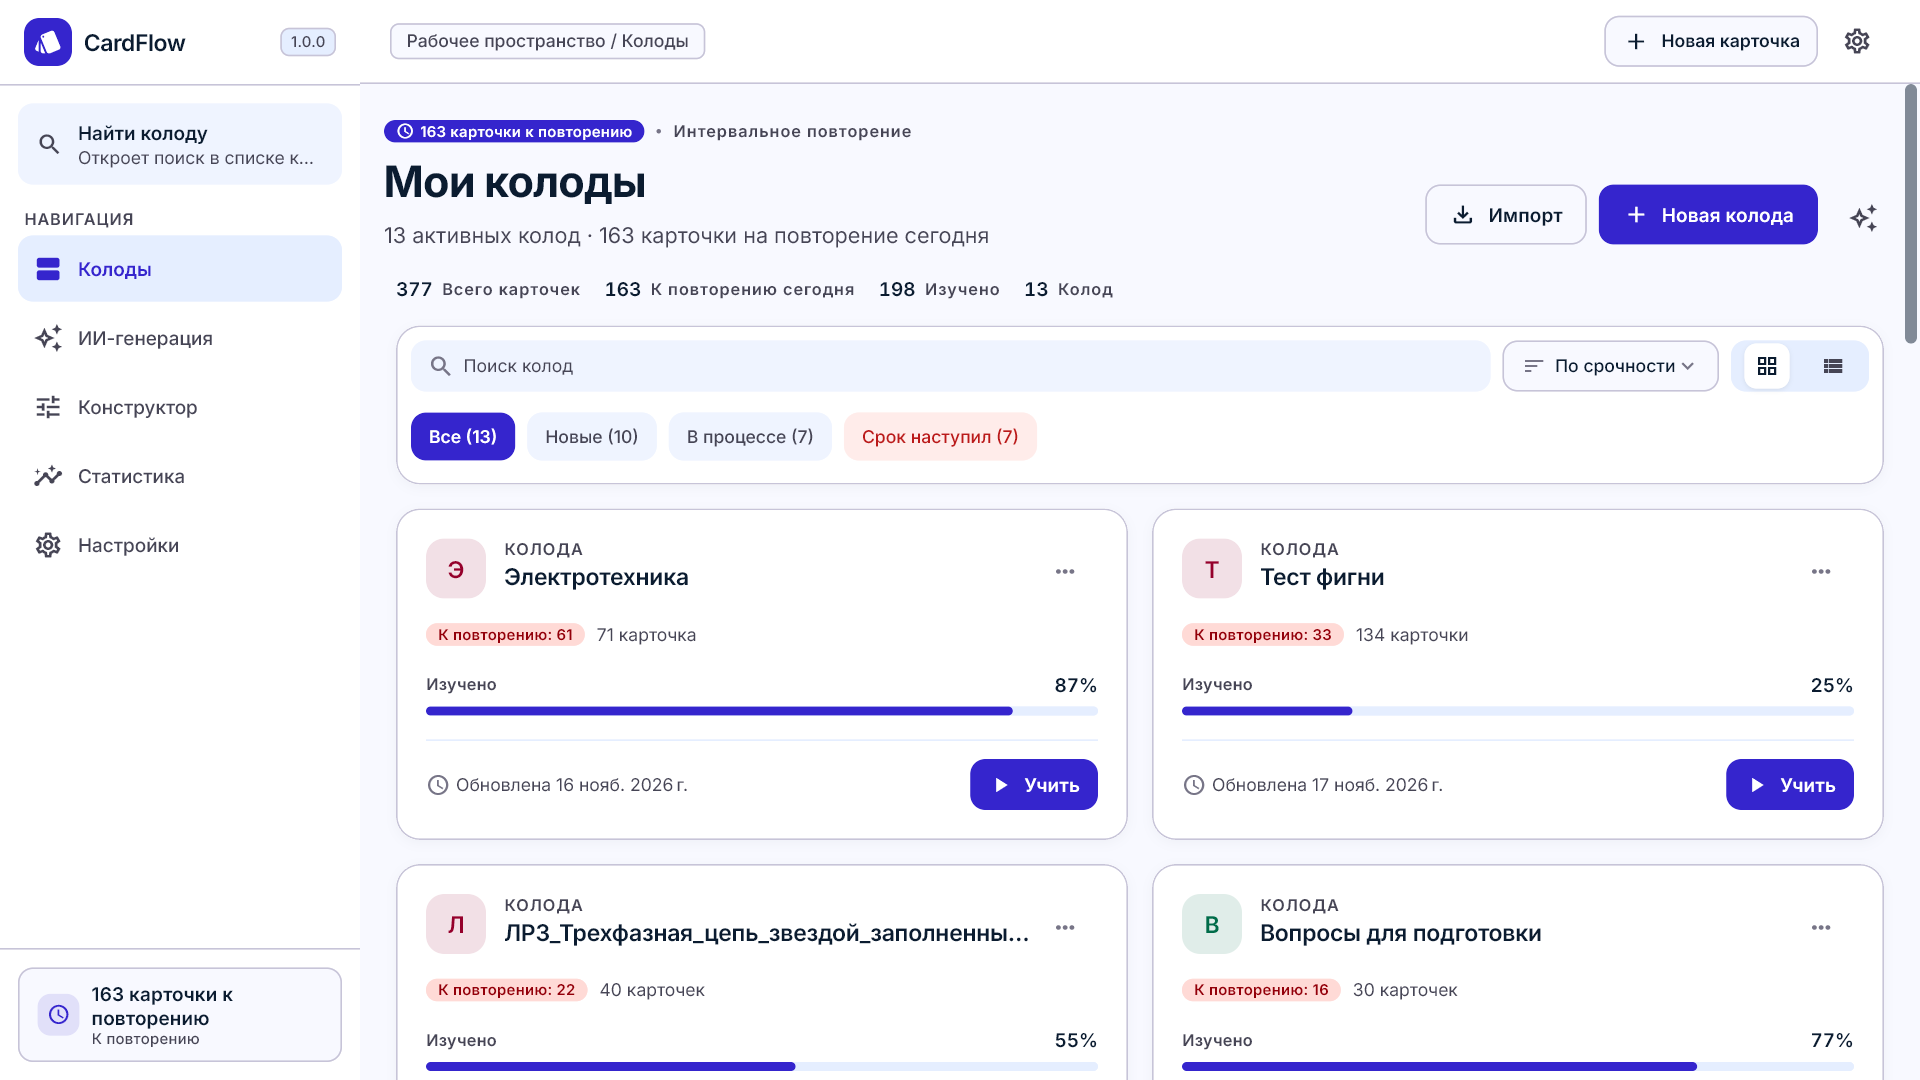 CardFlow
1.0.0
Найти колоду
Откроет поиск в списке к...
НАВИГАЦИЯ
Колоды
ИИ-генерация
Конструктор
Статистика
Настройки
163 карточки к
повторению
К повторению
Рабочее пространство / Колоды
Новая карточка
163 карточки к повторению • Интервальное повторение
Мои колоды
13 активных колод · 163 карточки на повторение сегодня
Импорт
Новая колода
377 Всего карточек 163 К повторению сегодня 198 Изучено 13 Колод
Поиск колод
По срочности
Все (13) Новые (10) В процессе (7) Срок наступил (7)
Э
КОЛОДА
Электротехника
К повторению: 61 71 карточка
Изучено 87%
Обновлена 16 нояб. 2026 г.
Учить
Т
КОЛОДА
Тест фигни
К повторению: 33 134 карточки
Изучено 25%
Обновлена 17 нояб. 2026 г.
Учить
Л
КОЛОДА
ЛР3_Трехфазная_цепь_звездой_заполненны...
К повторению: 22 40 карточек
Изучено 55%
В
КОЛОДА
Вопросы для подготовки
К повторению: 16 30 карточек
Изучено 77%